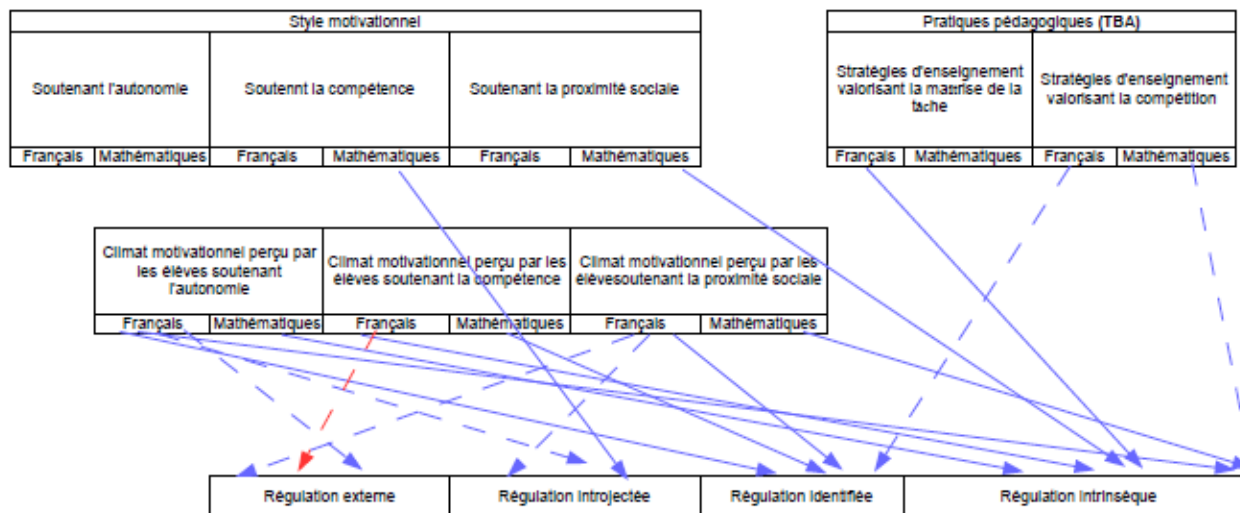 Style motivationnel
Pratiques pédagogiques (TBA)
Soutenant l'autonomie
Soutennt la compétence
Soutenant la proximité sociale
Stratégies d'enseignement
valorisant la maîtrise de la
tâche
Stratégies d'enseignement
valorisant la compétition
Français
Mathématiques
Français
Mathématiques
Français
Mathématiques
Français
Mathématiques
Français
Mathématiques
Climat motivationnel perçu par
les élèves soutenant
l'autonomie
Climat motivationnel perçu par les
élèves soutenant la compétence
Climat motivationnel perçu par les
élèvesoutenant la proximité sociale
Français
Mathématiques
Français
Mathématiques
Français
Mathématiques
Régulation externe
Régulation introjectée
Régulation identifiée
Régulation intrinsèque